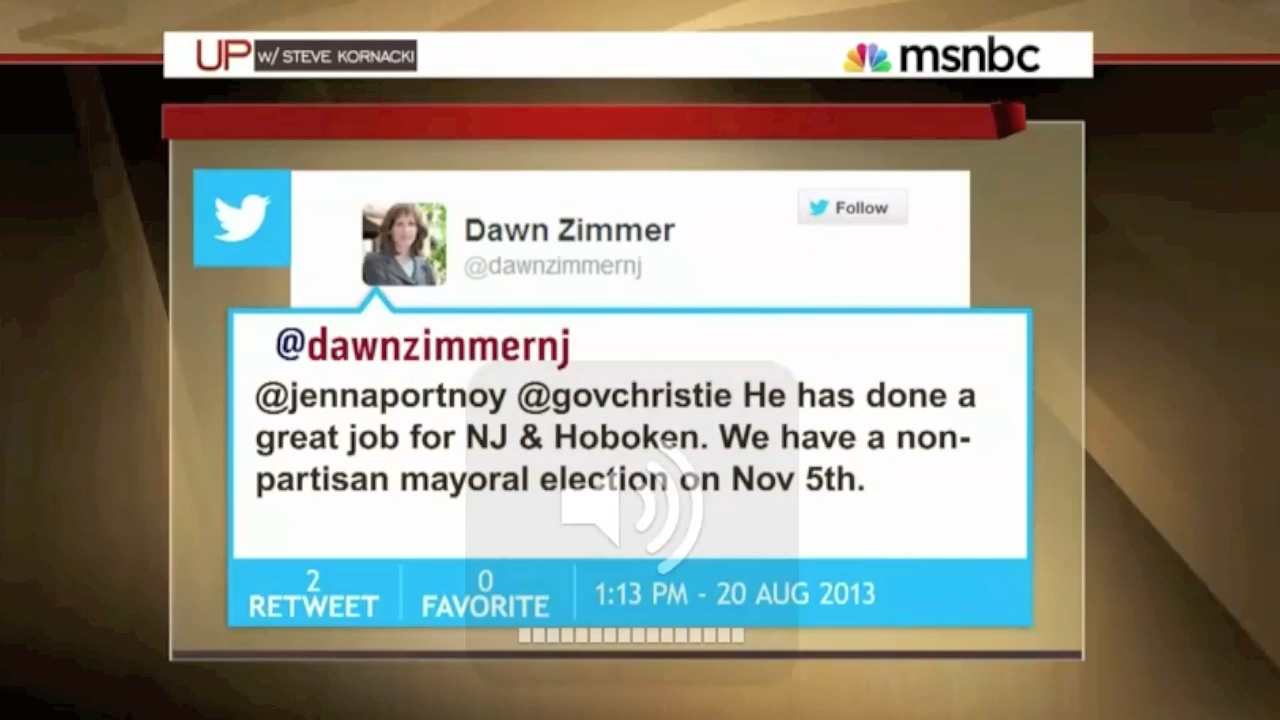 UP w/ STEVE KORNACKI
msnbc
Dawn Zimmer
Follow
@dawnzimmernj
@dawnzimmernj
@jennaportnoy @govchristie He has done a
great job for NJ & Hoboken. We have a non-
partisan mayoral election on Nov 5th.
2 RETWEET
0 FAVORITE
1:13 PM - 20 AUG 2013